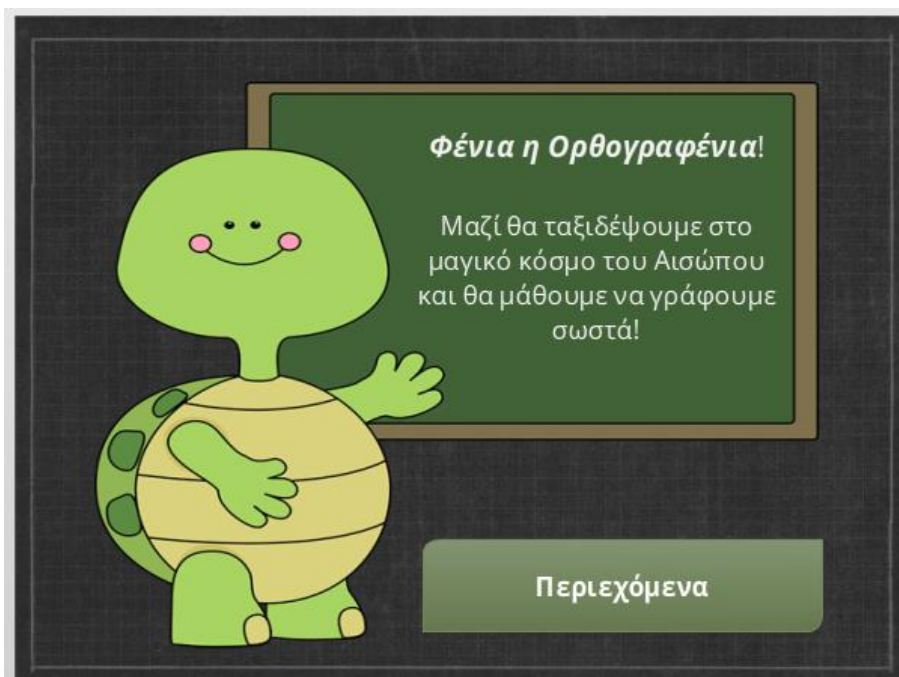 Φένια η Ορθογραφένια!
Μαζί θα ταξιδέψουμε στο
μαγικό κόσμο του Αισώπου
και θα μάθουμε να γράφουμε
σωστά!
Περιεχόμενα